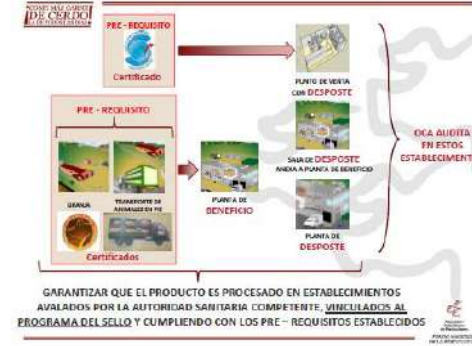 COMO MÁS CARNE
DE CERDO
PRE - REQUISITO
Certificado
PUNTO DE VENTA
CON DESPOSTE
PRE - REQUISITO
GRANJA
TRANSPORTE DE
ANIMALES EN PIE
Certificados
PLANTA DE
BENEFICIO
SALA DE DESPOSTE
ANEXA A PLANTA DE BENEFICIO
PLANTA DE
DESPOSTE
OCA AUDITA
EN ESTOS
ESTABLECIMIENT
GARANTIZAR QUE EL PRODUCTO ES PROCESADO EN ESTABLECIMIENTOS
AVALADOS POR LA AUTORIDAD SANITARIA COMPETENTE, VINCULADOS AL
PROGRAMA DEL SELLO Y CUMPLIENDO CON LOS PRE – REQUISITOS ESTABLECIDOS